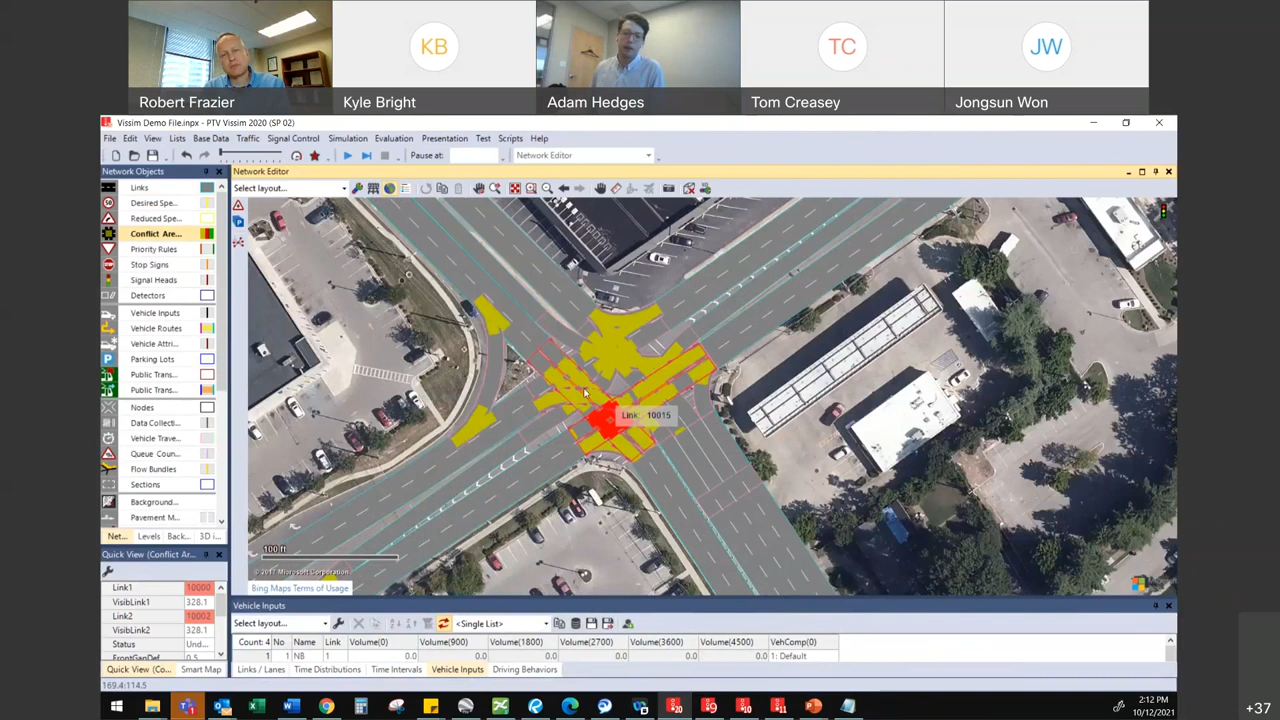 KB
TC
JW
Robert Frazier
Kyle Bright
Adam Hedges
Tom Creasey
Jongsun Won
Vissim Demo File.inpx - PTV Vissim 2020 (SP 02)
File Edit View Lists Base Data Traffic Signal Control Simulation Evaluation Presentation Test Scripts Help
Pause at:
Network Editor
Network Objects
Network Editor
Select layout...
Links
Desired Spe...
Reduced Spe...
Conflict Are...
Priority Rules
Stop Signs
Signal Heads
Detectors
Vehicle Inputs
Vehicle Routes
Vehicle Attri...
Parking Lots
Public Trans...
Public Trans...
Nodes
Data Collecti...
Vehicle Trave...
Queue Coun...
Flow Bundles
Sections
Background...
Pavement M...
Net... Levels Back... 3D i...
Link: 10015
100 ft
© 2017 Microsoft Corporation
Bing Maps Terms of Usage
Quick View (Conflict Ar...
Link1 10000
VisibLink1 328.1
Link2 10002
VisibLink2 328.1
Status Und...
FrontGapDef 0.5
Quick View (Co... Smart Map
Vehicle Inputs
Select layout...
<Single List>
Count: 4 No Name Link Volume(0) Volume(900) Volume(1800) Volume(2700) Volume(3600) Volume(4500) VehComp(0)
1 1 NB 1 0.0 0.0 0.0 0.0 0.0 0.0 1: Default
Links / Lanes Time Distributions Time Intervals Vehicle Inputs Driving Behaviors
169.4:114.5
2:12 PM
10/12/2021
+37